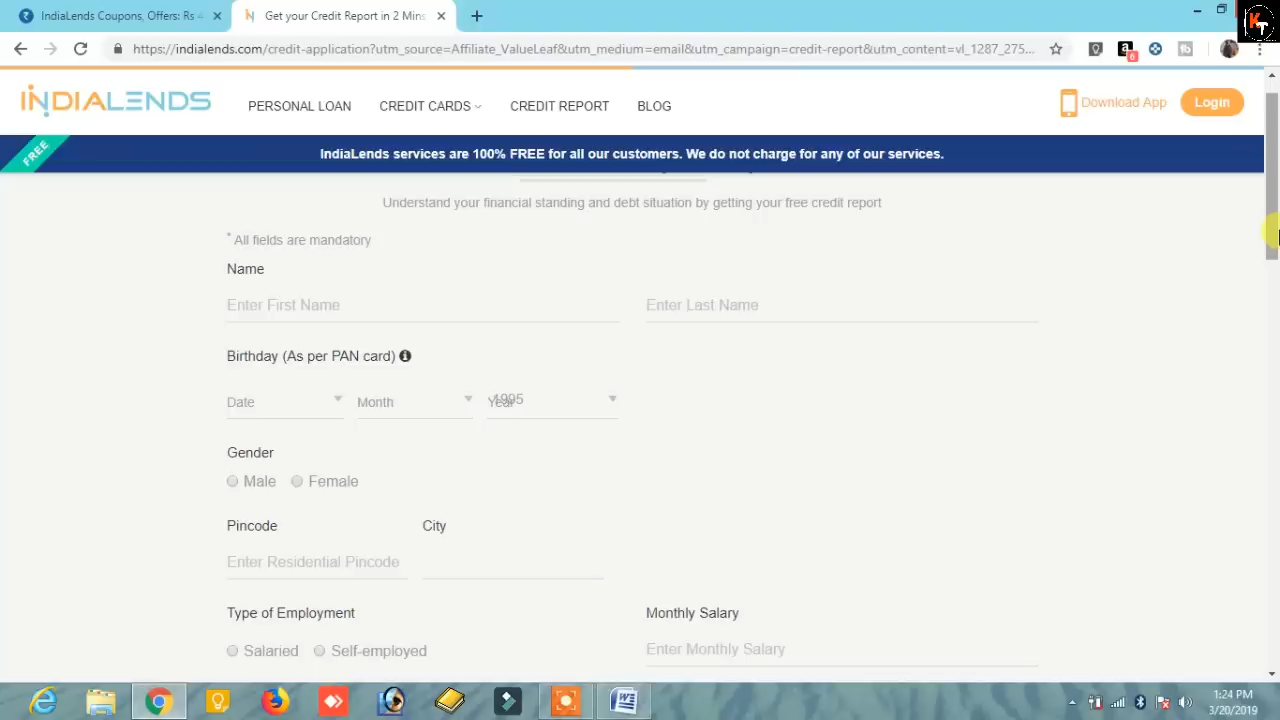 IndiaLends Coupons, Offers: Rs 4
Get your Credit Report in 2 Mins
KT
https://indialends.com/credit-application?utm_source=Affiliate_ValueLeaf&utm_medium=email&utm_campaign=credit-report&utm_content=vl_1287_275...
6
INDIALENDS
PERSONAL LOAN
CREDIT CARDS
CREDIT REPORT
BLOG
Download App
Login
FREE
IndiaLends services are 100% FREE for all our customers. We do not charge for any of our services.
Understand your financial standing and debt situation by getting your free credit report
* All fields are mandatory
Name
Enter First Name
Enter Last Name
Birthday (As per PAN card)
Date
Month
Year
1995
Gender
Male
Female
Pincode
City
Enter Residential Pincode
Type of Employment
Monthly Salary
Salaried
Self-employed
Enter Monthly Salary
1:24 PM
3/20/2019